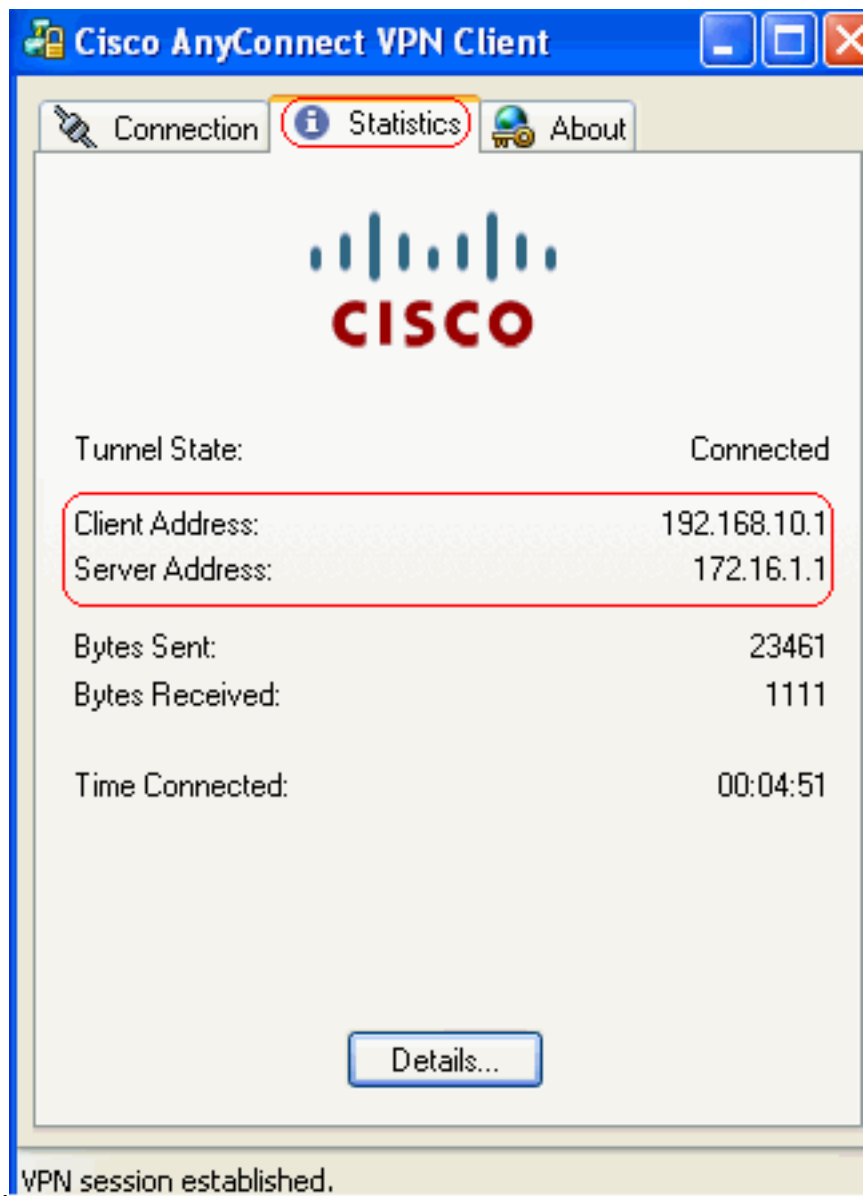 Cisco AnyConnect VPN Client
Connection Statistics About
CISCO
Tunnel State: Connected
Client Address: 192.168.10.1
Server Address: 172.16.1.1
Bytes Sent: 23461
Bytes Received: 1111
Time Connected: 00:04:51
Details...
VPN session established.